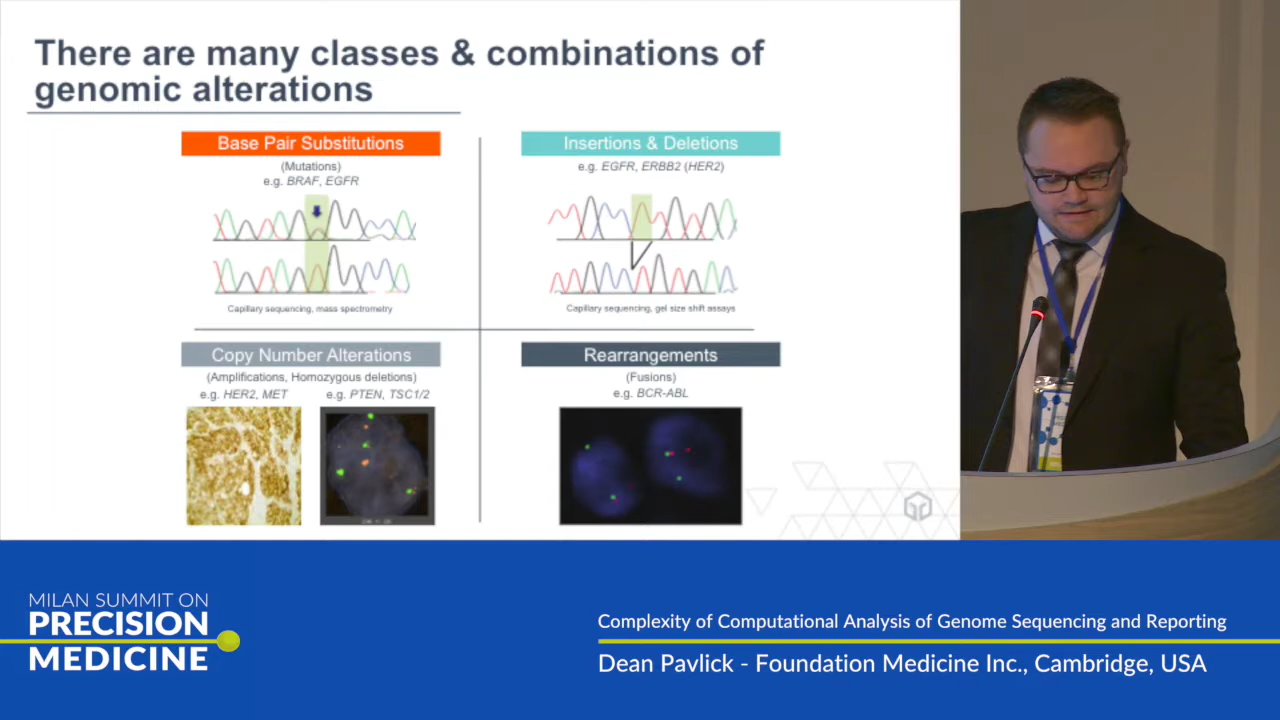 There are many classes & combinations of
genomic alterations
Base Pair Substitutions
(Mutations)
e.g. BRAF, EGFR
Capillary sequencing, mass spectrometry
Insertions & Deletions
e.g. EGFR, ERBB2 (HER2)
Capillary sequencing, gel size shift assays
Copy Number Alterations
(Amplifications, Homozygous deletions)
e.g. HER2, MET
e.g. PTEN, TSC1/2
Rearrangements
(Fusions)
e.g. BCR-ABL
MILAN SUMMIT ON
PRECISION
MEDICINE
Complexity of Computational Analysis of Genome Sequencing and Reporting
Dean Pavlick - Foundation Medicine Inc., Cambridge, USA